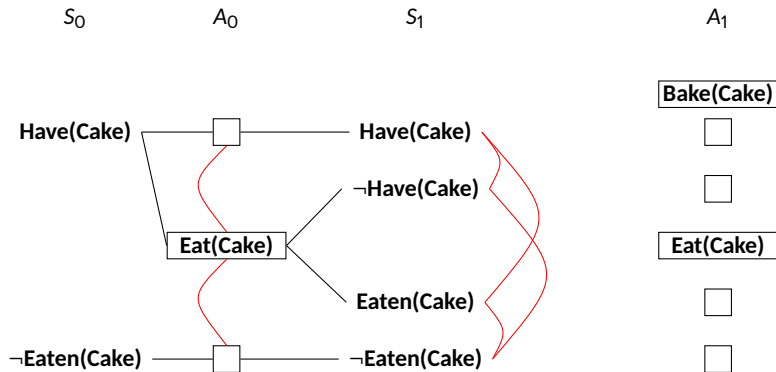 S0 A0 S1 A1
Bake(Cake)
Have(Cake) Have(Cake)
¬Have(Cake)
Eat(Cake) Eat(Cake)
Eaten(Cake)
¬Eaten(Cake) ¬Eaten(Cake)